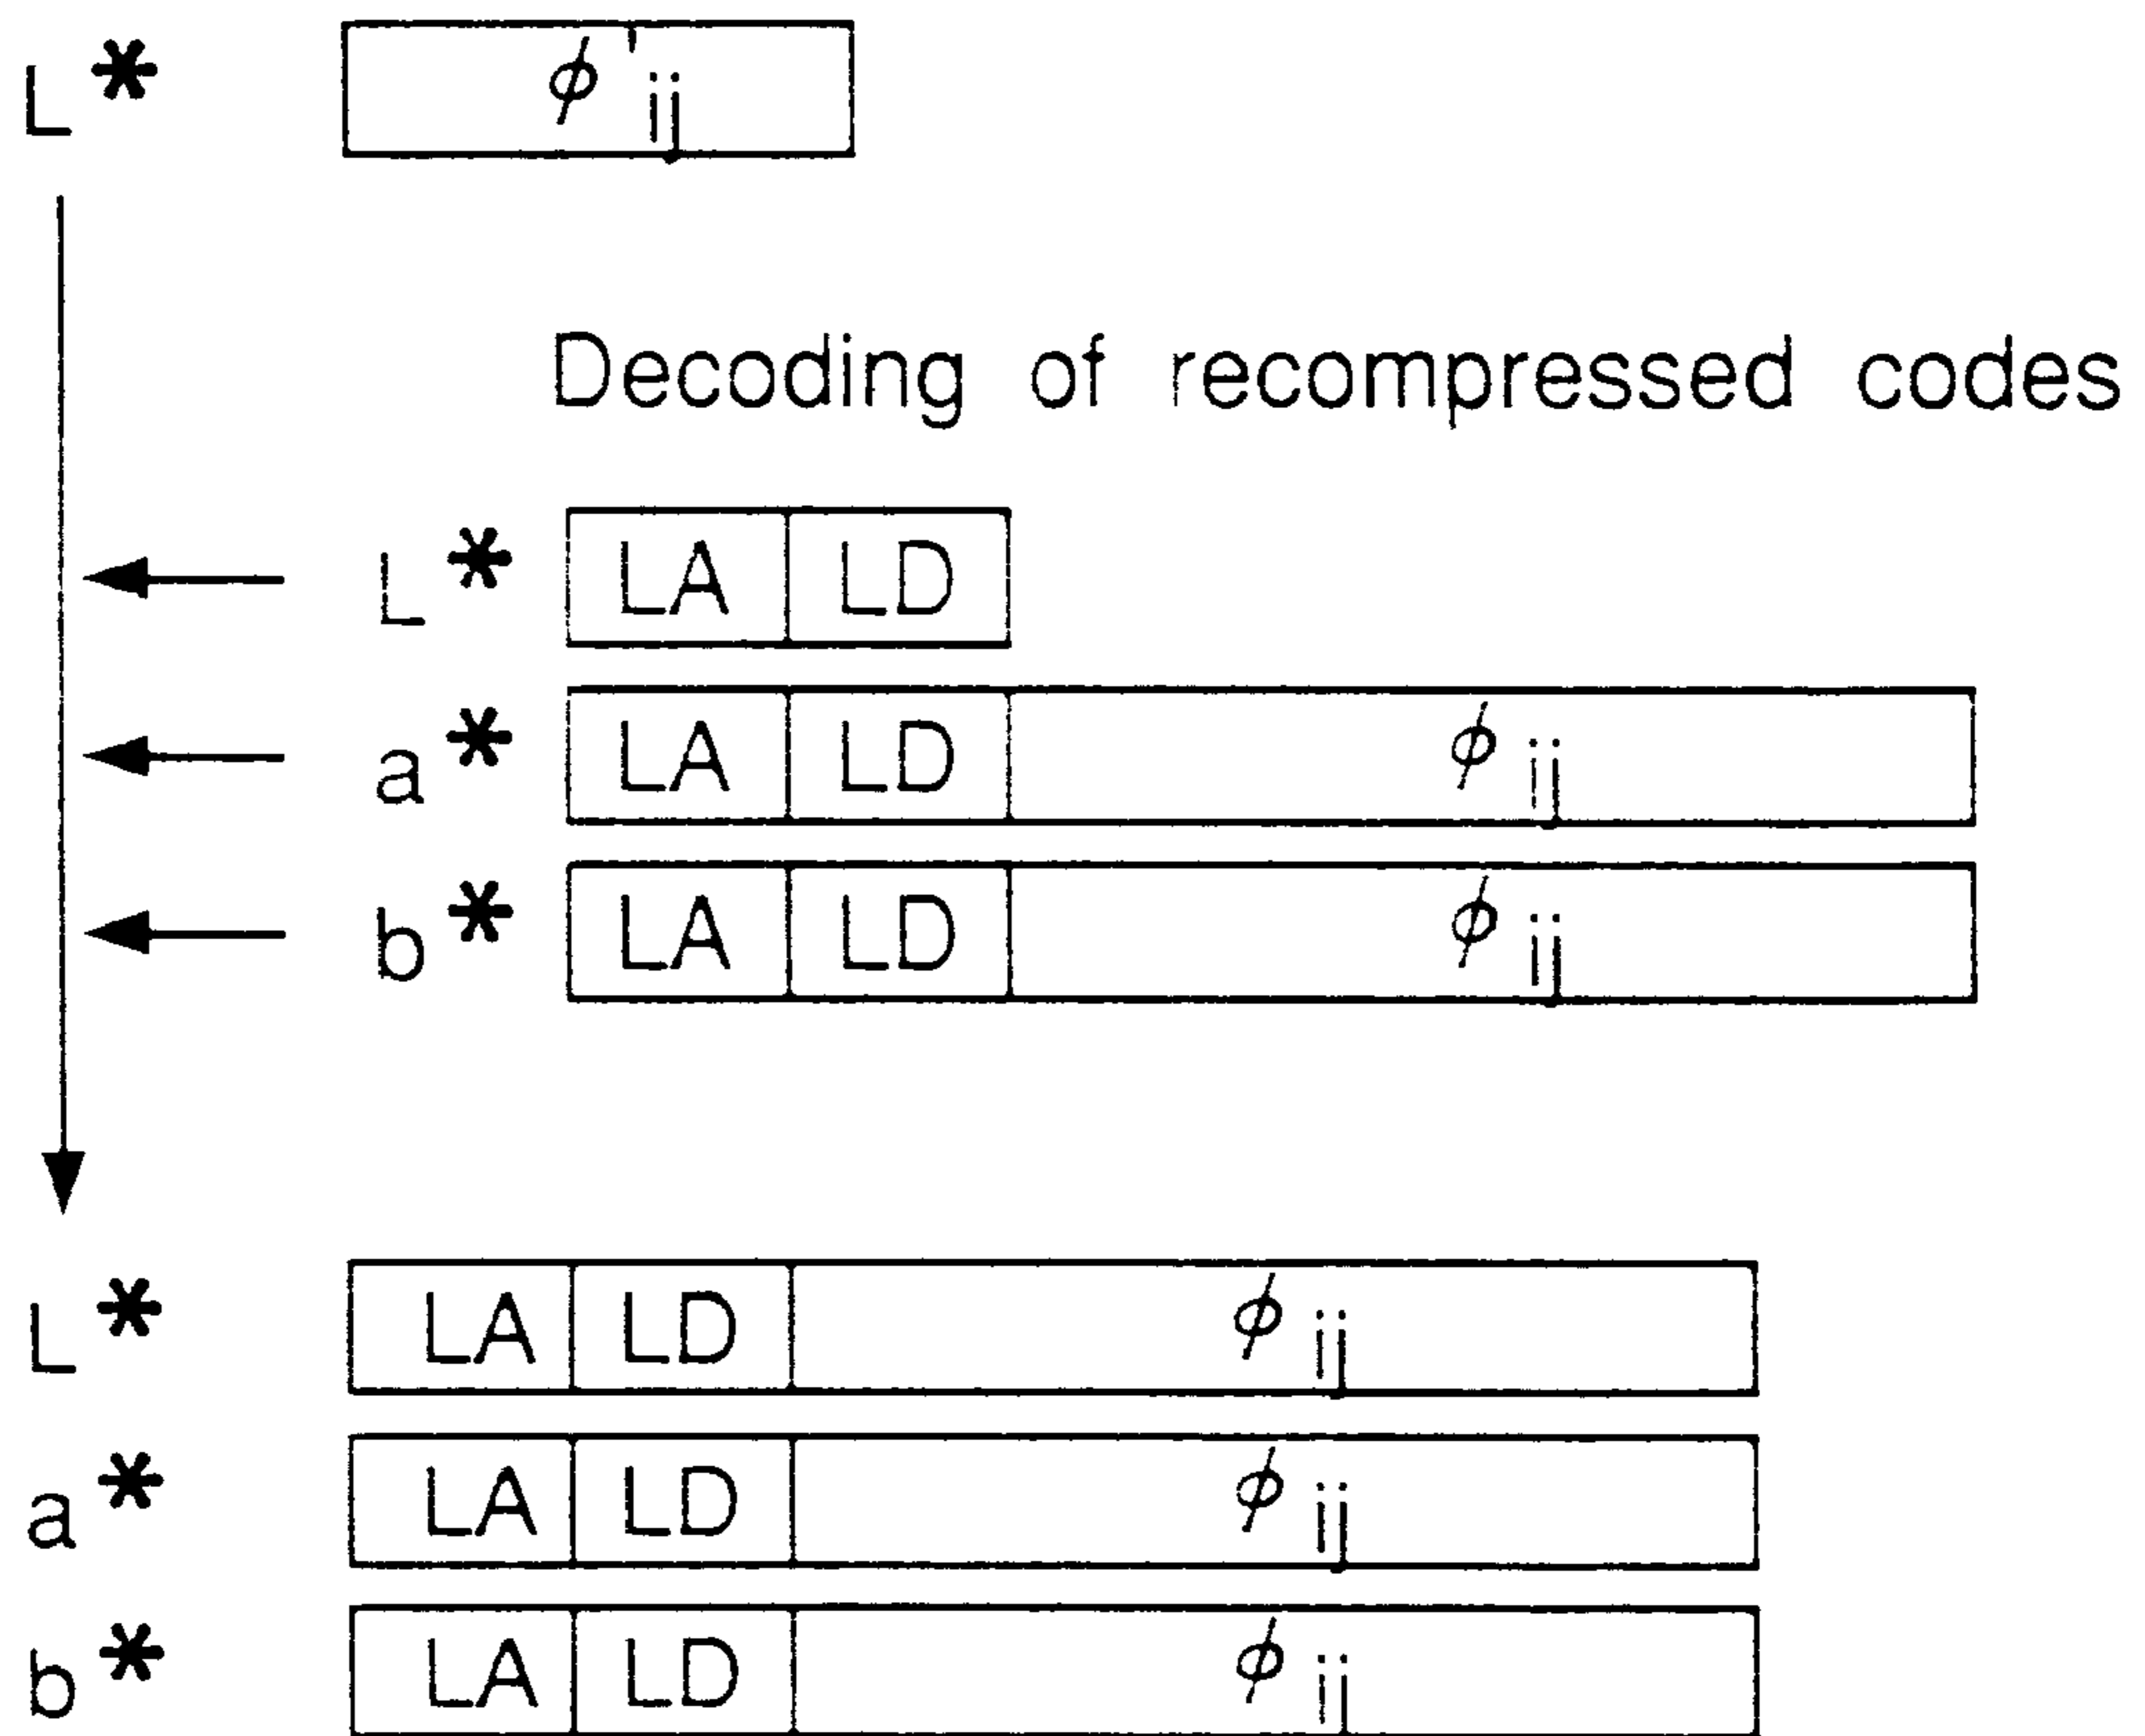 L* ϕ'ij
Decoding of recompressed codes
L* LA LD
a* LA LD ϕij
b* LA LD ϕij
L* LA LD ϕij
a* LA LD ϕij
b* LA LD ϕij